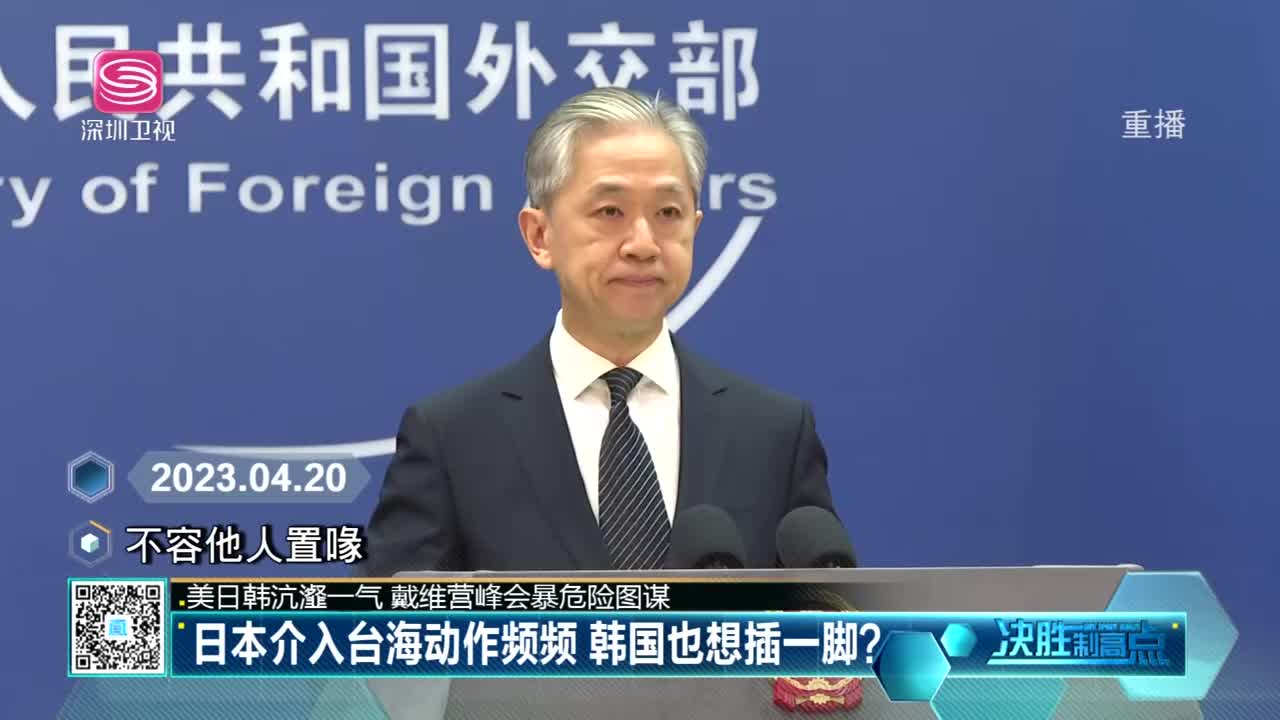 人民共和国外交部
深圳卫视
重播
ry of Foreign
rs
2023.04.20
不容他人置喙
美日韩沆瀣一气 戴维营峰会暴危险图谋
日本介入台海动作频频 韩国也想插一脚?
决胜制高点